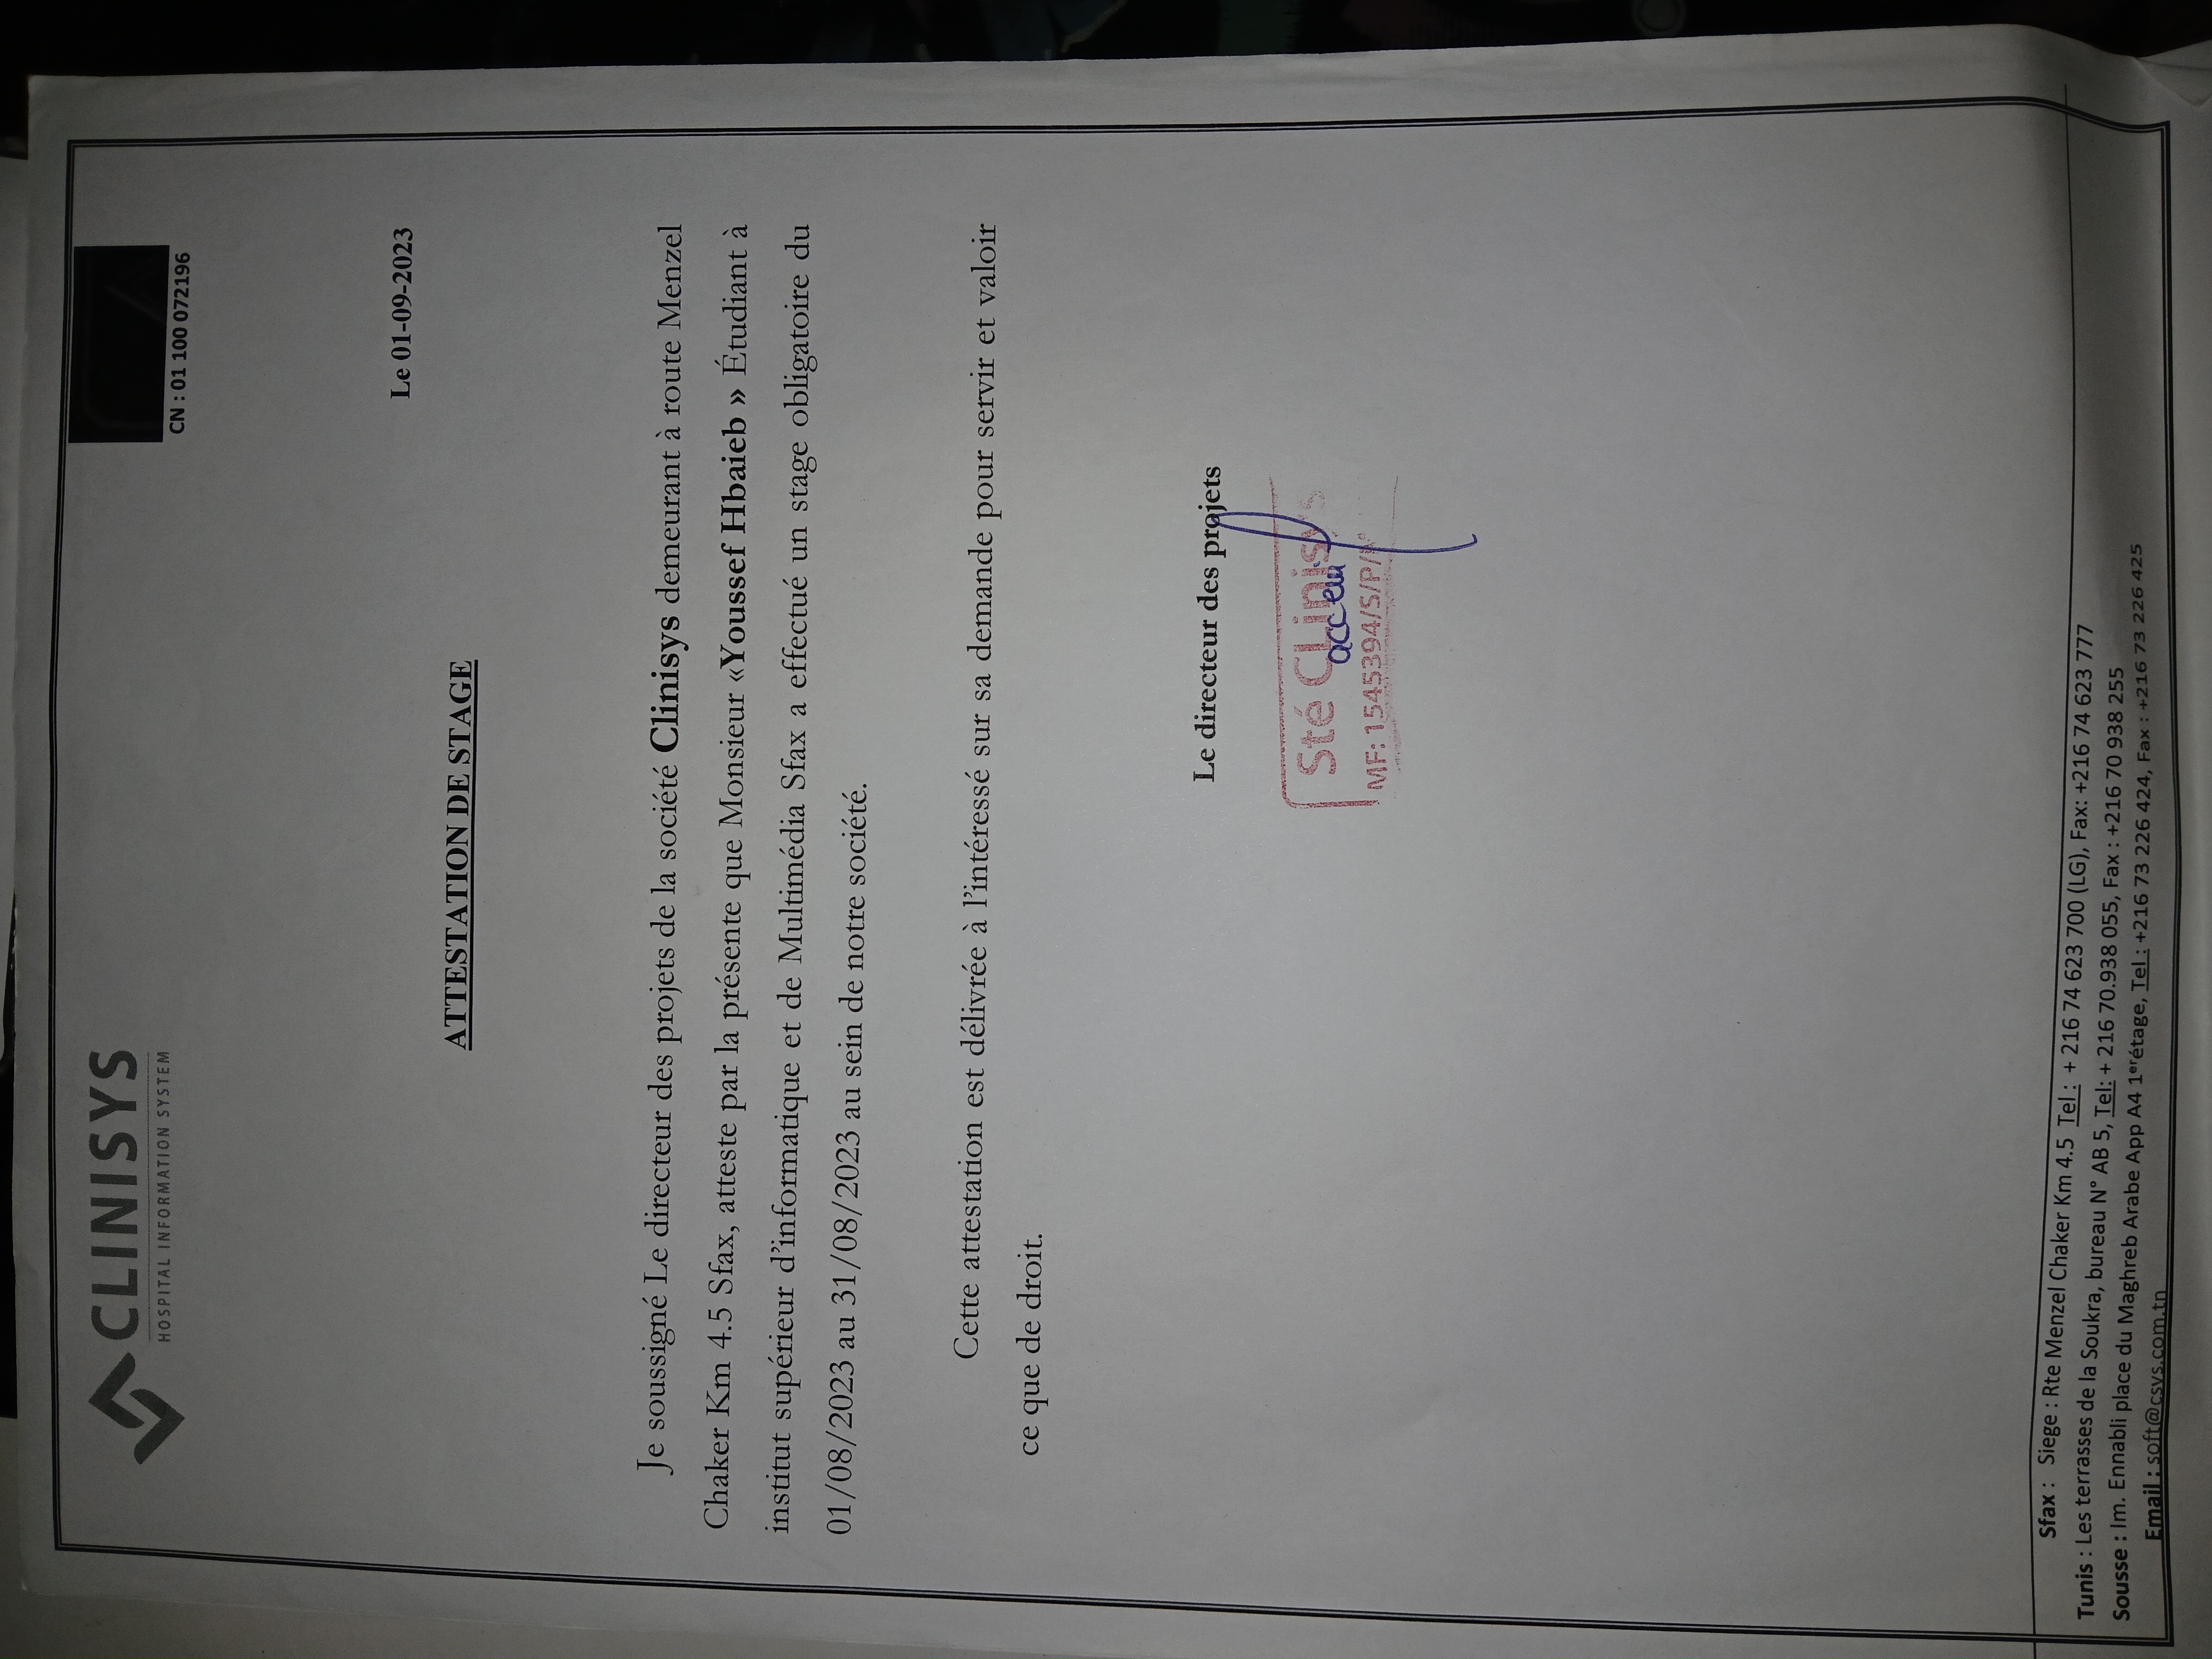 CLINISYS
HOSPITAL INFORMATION SYSTEM
CN : 01 100 072196
Le 01-09-2023
ATTESTATION DE STAGE
Je soussigné Le directeur des projets de la société Clinisys demeurant à route Menzel
Chaker Km 4.5 Sfax, atteste par la présente que Monsieur «Youssef Hbaieb » Étudiant à
institut supérieur d'informatique et de Multimédia Sfax a effectué un stage obligatoire du
01/08/2023 au 31/08/2023 au sein de notre société.
Cette attestation est délivrée à l'intéressé sur sa demande pour servir et valoir
ce que de droit.
Le directeur des projets
Sté CLinisys
MF: 1545394/S/P/
Sfax : Siege : Rte Menzel Chaker Km 4.5 Tel : + 216 74 623 700 (LG), Fax: +216 74 623 777
Tunis : Les terrasses de la Soukra, bureau N° AB 5, Tel: + 216 70.938 055, Fax : +216 70 938 255
Sousse : Im. Ennabli place du Maghreb Arabe App A4 1erétage, Tel : +216 73 226 424, Fax : +216 73 226 425
Email : soft@csys.com.tn